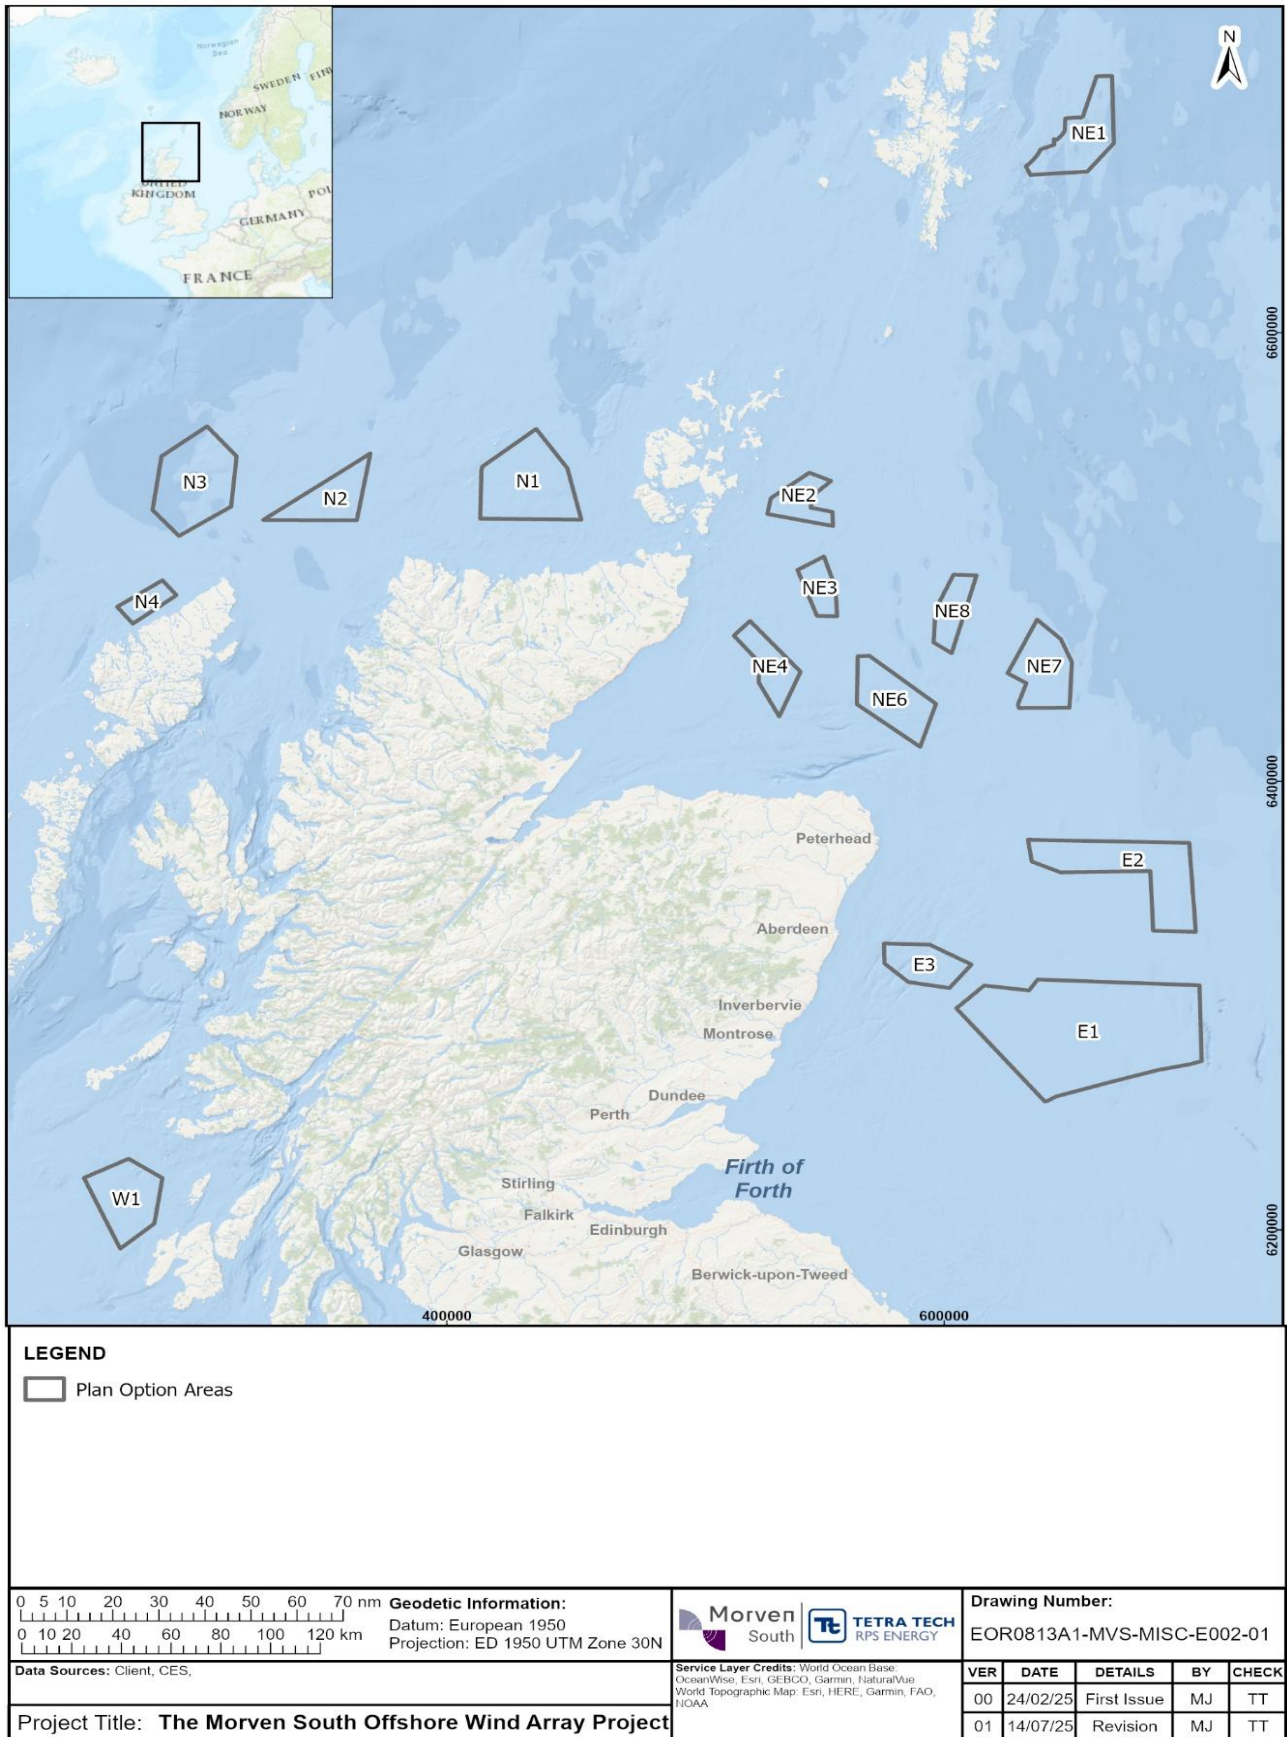 Norwegian
Sea
SWEDEN
FIN
NORWAY
UNITED
KINGDOM
POL
GERMANY
FRANCE
N
NE1
6600000
N3
N2
N1
NE2
N4
NE3
NE8
NE4
NE7
NE6
6400000
Peterhead
E2
Aberdeen
E3
Inverbervie
Montrose
E1
Dundee
Perth
Firth of
Forth
Stirling
W1
Falkirk
Edinburgh
Glasgow
Berwick-upon-Tweed
6200000
400000
600000
LEGEND
Plan Option Areas
0 5 10 20 30 40 50 60 70 nm
0 10 20 40 60 80 100 120 km
Geodetic Information:
Datum: European 1950
Projection: ED 1950 UTM Zone 30N
Morven
South
Tt TETRA TECH
RPS ENERGY
Drawing Number:
EOR0813A1-MVS-MISC-E002-01
Data Sources: Client, CES,
Service Layer Credits: World Ocean Base:
OceanWise, Esri, GEBCO, Garmin, NaturalVue
World Topographic Map: Esri, HERE, Garmin, FAO,
NOAA
VER DATE DETAILS BY CHECK
00 24/02/25 First Issue MJ TT
01 14/07/25 Revision MJ TT
Project Title: The Morven South Offshore Wind Array Project